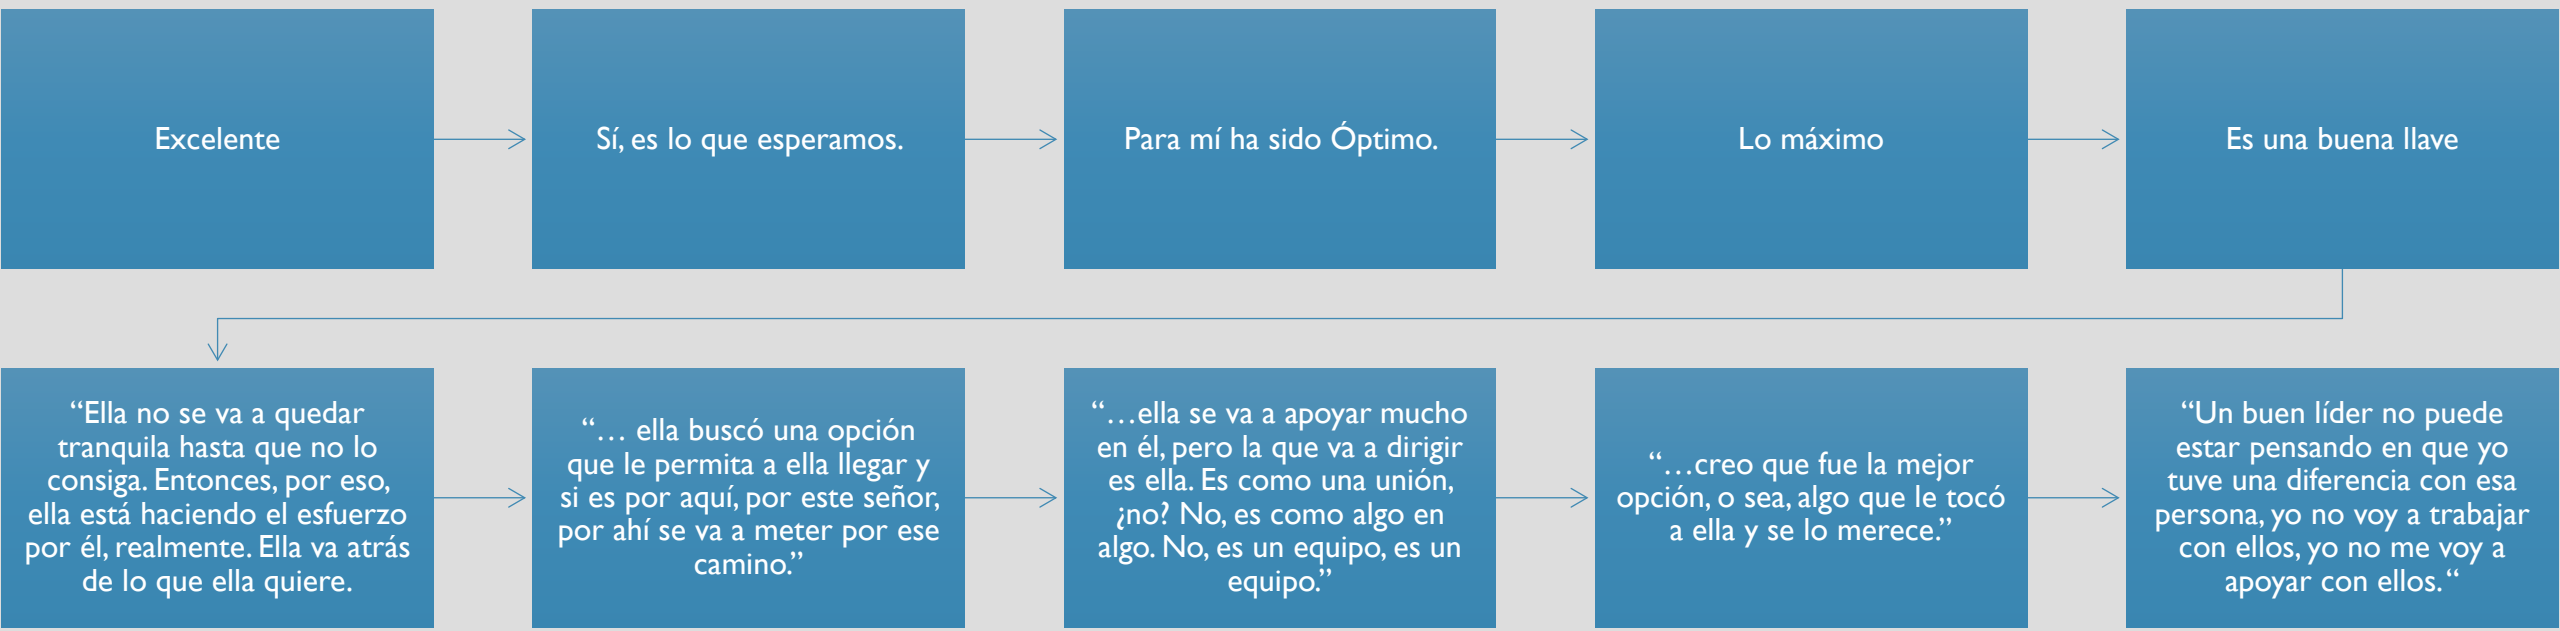 Excelente
Sí, es lo que esperamos.
Para mí ha sido Óptimo.
Lo máximo
Es una buena llave
“Ella no se va a quedar
tranquila hasta que no lo
consiga. Entonces, por eso,
ella está haciendo el esfuerzo
por él, realmente. Ella va atrás
de lo que ella quiere.
“… ella buscó una opción
que le permita a ella llegar y
si es por aquí, por este señor,
por ahí se va a meter por ese
camino.”
“…ella se va a apoyar mucho
en él, pero la que va a dirigir
es ella. Es como una unión,
¿no? No, es como algo en
algo. No, es un equipo, es un
equipo.”
“…creo que fue la mejor
opción, o sea, algo que le tocó
a ella y se lo merece.”
“Un buen líder no puede
estar pensando en que yo
tuve una diferencia con esa
persona, yo no voy a trabajar
con ellos, yo no me voy a
apoyar con ellos. “